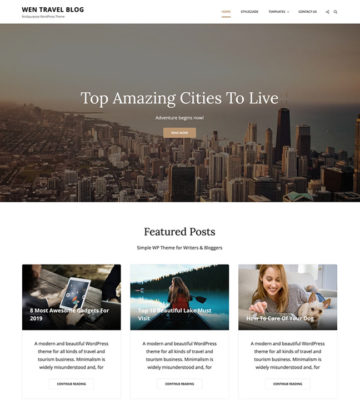 WEN TRAVEL BLOG
HOME
STYLEGUIDE
TEMPLATES
CONTACT US
Top Amazing Cities To Live
Adventure begins now!
READ MORE
Featured Posts
Simple WP Theme for Writers & Bloggers
8 Most Awesome Gadgets For
2019
Top 10 Beautiful Lake Must
Visit
How To Care Of Your Dog
A modern and beautiful WordPress
theme for all kinds of travel and
tourism business. Minimalism is
widely misunderstood and, for
CONTINUE READING
A modern and beautiful WordPress
theme for all kinds of travel and
tourism business. Minimalism is
widely misunderstood and, for
CONTINUE READING
A modern and beautiful WordPress
theme for all kinds of travel and
tourism business. Minimalism is
widely misunderstood and, for
CONTINUE READING